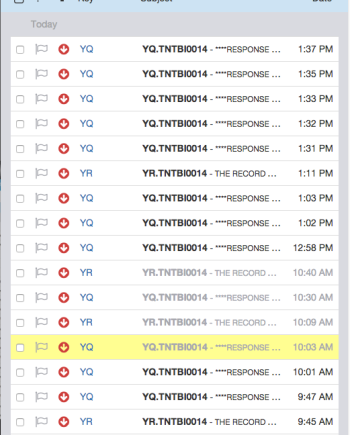 Key Subject Date
Today
YQ YQ.TNTBI0014 - ****RESPONSE ... 1:37 PM
YQ YQ.TNTBI0014 - ****RESPONSE ... 1:35 PM
YQ YQ.TNTBI0014 - ****RESPONSE ... 1:33 PM
YQ YQ.TNTBI0014 - ****RESPONSE ... 1:32 PM
YQ YQ.TNTBI0014 - ****RESPONSE ... 1:31 PM
YR YR.TNTBI0014 - THE RECORD ... 1:11 PM
YQ YQ.TNTBI0014 - ****RESPONSE ... 1:03 PM
YQ YQ.TNTBI0014 - ****RESPONSE ... 1:02 PM
YQ YQ.TNTBI0014 - ****RESPONSE ... 12:58 PM
YR YR.TNTBI0014 - THE RECORD ... 10:40 AM
YQ YQ.TNTBI0014 - ****RESPONSE ... 10:30 AM
YR YR.TNTBI0014 - THE RECORD ... 10:09 AM
YQ YQ.TNTBI0014 - ****RESPONSE ... 10:03 AM
YQ YQ.TNTBI0014 - ****RESPONSE ... 10:01 AM
YQ YQ.TNTBI0014 - ****RESPONSE ... 9:47 AM
YR YR.TNTBI0014 - THE RECORD ... 9:45 AM